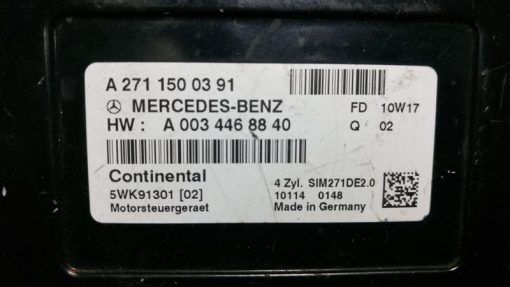 A 271 150 03 91
MERCEDES-BENZ FD 10W17
HW : A 003 446 88 40 Q 02
Continental
5WK91301 [02] 4 Zyl. SIM271DE2.0
Motorsteuergeraet 10114 0148
Made in Germany